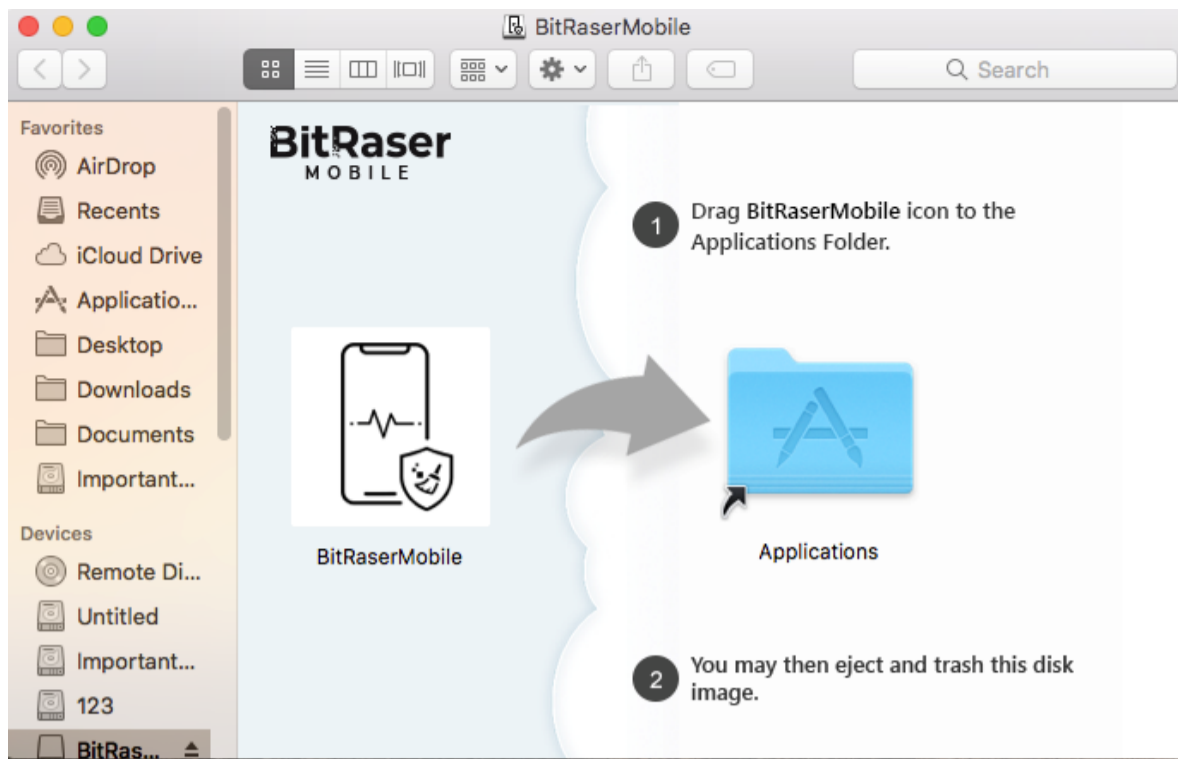 BitRaserMobile
Search
Favorites
AirDrop
Recents
iCloud Drive
Applicatio...
Desktop
Downloads
Documents
Important...
Devices
Remote Di...
Untitled
Important...
123
BitRas...
BitRaser
MOBILE
1
Drag BitRaserMobile icon to the
Applications Folder.
BitRaserMobile
Applications
2
You may then eject and trash this disk
image.